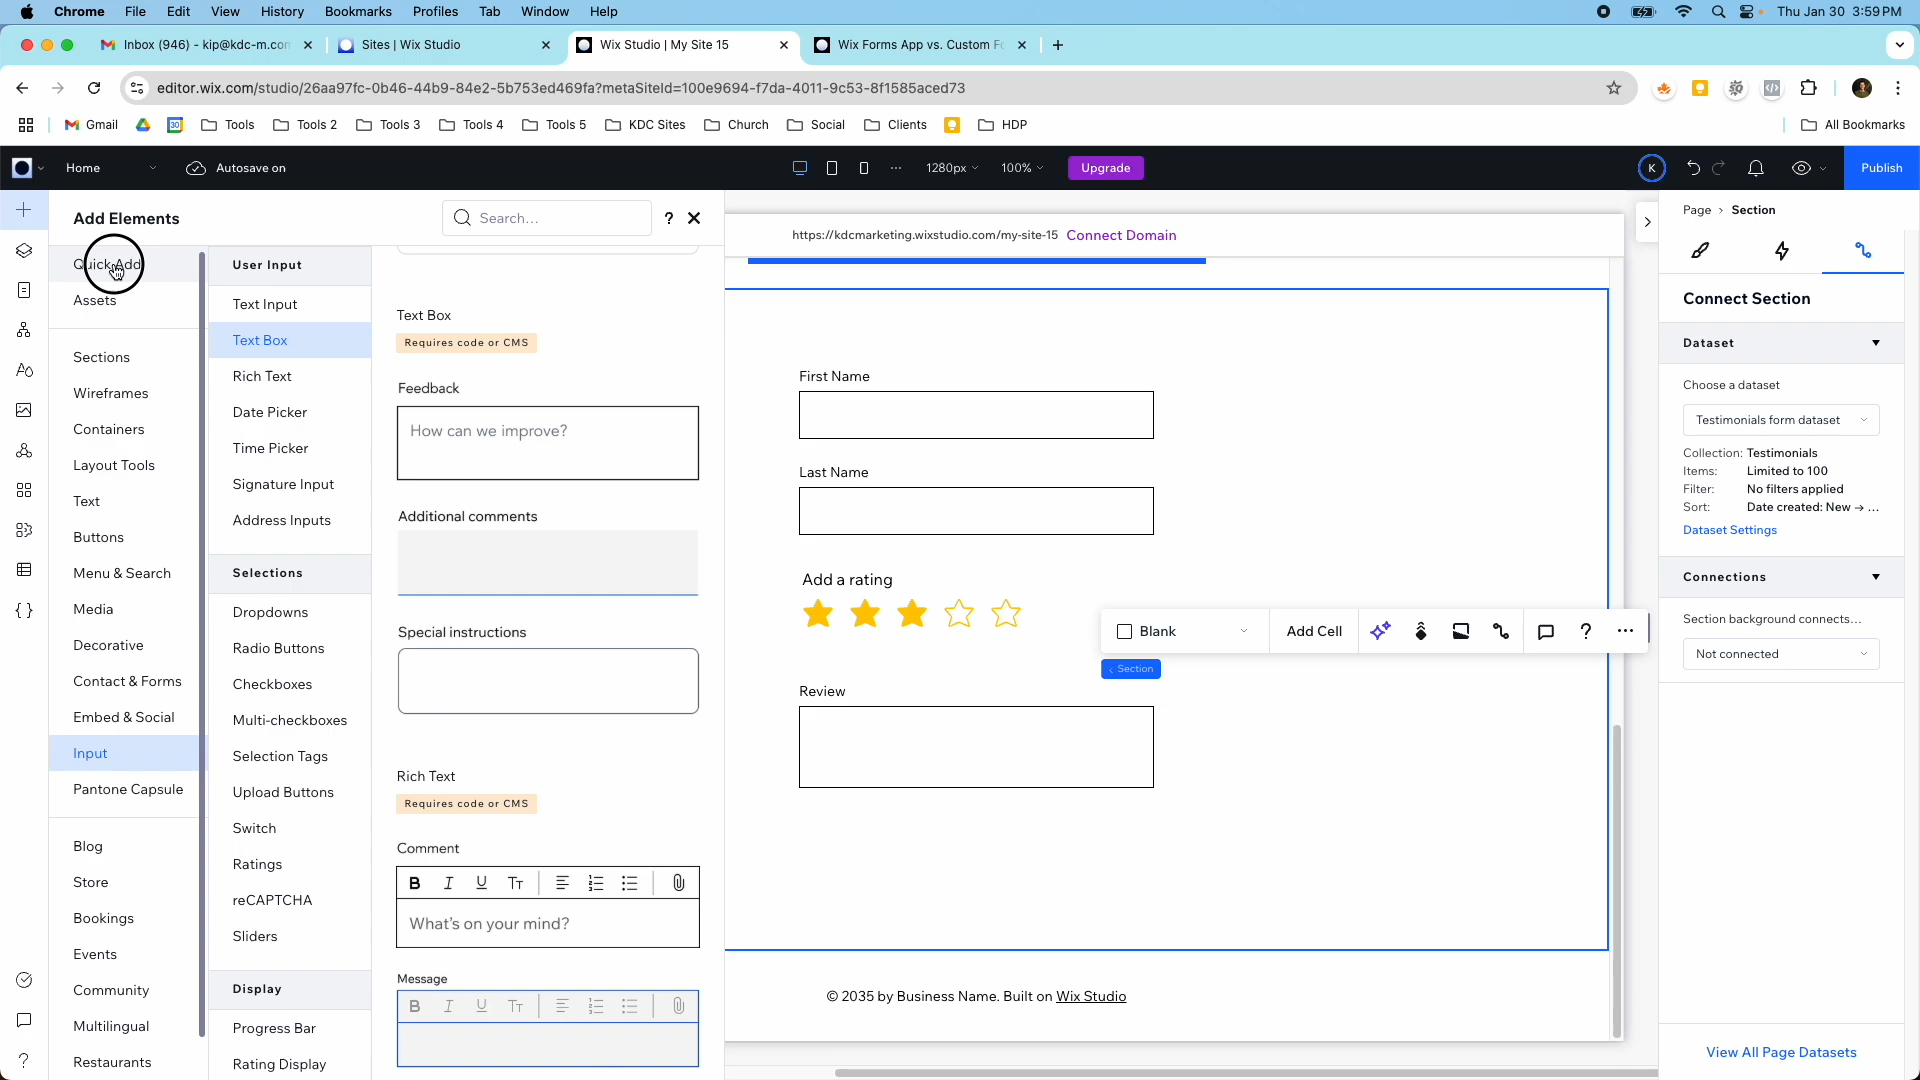 Chrome File Edit View History Bookmarks Profiles Tab Window Help Thu Jan 30 3:59 PM
Inbox (946) - kip@kdc-m.con Sites | Wix Studio Wix Studio | My Site 15 Wix Forms App vs. Custom Fo
editor.wix.com/studio/26aa97fc-0b46-44b9-84e2-5b753ed469fa?metaSiteId=100e9694-f7da-4011-9c53-8f1585aced73
Gmail Tools Tools 2 Tools 3 Tools 4 Tools 5 KDC Sites Church Social Clients HDP All Bookmarks
Home Autosave on 1280px 100% Upgrade K Publish
Add Elements
Search...
?
Quick Add
Assets
Sections
Wireframes
Containers
Layout Tools
Text
Buttons
Menu & Search
Media
Decorative
Contact & Forms
Embed & Social
Input
Pantone Capsule
Blog
Store
Bookings
Events
Community
Multilingual
Restaurants
User Input
Text Input
Text Box
Rich Text
Date Picker
Time Picker
Signature Input
Address Inputs
Selections
Dropdowns
Radio Buttons
Checkboxes
Multi-checkboxes
Selection Tags
Upload Buttons
Switch
Ratings
reCAPTCHA
Sliders
Display
Progress Bar
Rating Display
Text Box
Requires code or CMS
Feedback
How can we improve?
Additional comments
Special instructions
Rich Text
Requires code or CMS
Comment
B I U TT
What's on your mind?
Message
B I U TT
https://kdcmarketing.wixstudio.com/my-site-15 Connect Domain
First Name
Last Name
Add a rating
Blank Add Cell ?
Section
Review
© 2035 by Business Name. Built on Wix Studio
Page Section
Connect Section
Dataset
Choose a dataset
Testimonials form dataset
Collection: Testimonials
Items: Limited to 100
Filter: No filters applied
Sort: Date created: New → ...
Dataset Settings
Connections
Section background connects...
Not connected
View All Page Datasets